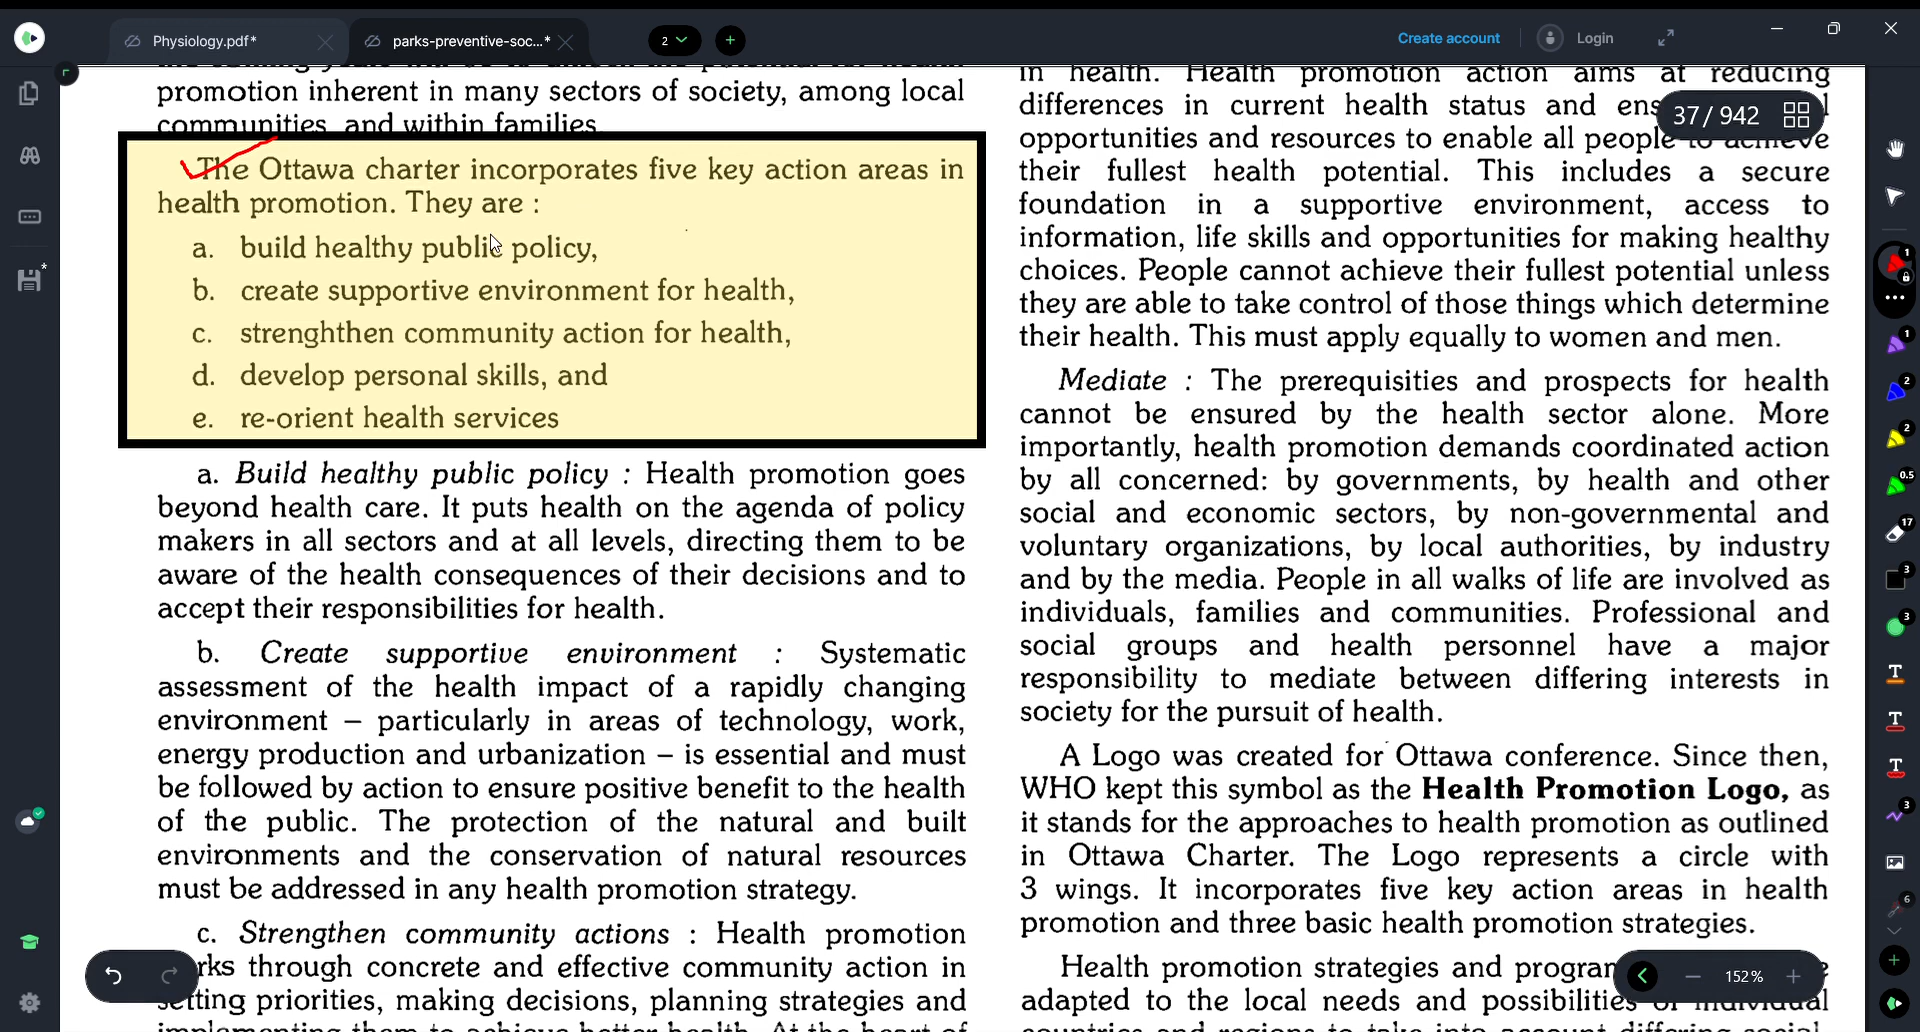 Physiology.pdf*
parks-preventive-soc...*
2
Create account
Login
37 / 942
promotion inherent in many sectors of society, among local
communities, and within families.
The Ottawa charter incorporates five key action areas in
health promotion. They are :
a. build healthy public policy,
b. create supportive environment for health,
c. strenghthen community action for health,
d. develop personal skills, and
e. re-orient health services
a. Build healthy public policy : Health promotion goes
beyond health care. It puts health on the agenda of policy
makers in all sectors and at all levels, directing them to be
aware of the health consequences of their decisions and to
accept their responsibilities for health.
b. Create supportive environment : Systematic
assessment of the health impact of a rapidly changing
environment – particularly in areas of technology, work,
energy production and urbanization – is essential and must
be followed by action to ensure positive benefit to the health
of the public. The protection of the natural and built
environments and the conservation of natural resources
must be addressed in any health promotion strategy.
c. Strengthen community actions : Health promotion
rks through concrete and effective community action in
setting priorities, making decisions, planning strategies and
in health. Health promotion action aims at reducing
differences in current health status and ens
opportunities and resources to enable all people to achieve
their fullest health potential. This includes a secure
foundation in a supportive environment, access to
information, life skills and opportunities for making healthy
choices. People cannot achieve their fullest potential unless
they are able to take control of those things which determine
their health. This must apply equally to women and men.
Mediate : The prerequisities and prospects for health
cannot be ensured by the health sector alone. More
importantly, health promotion demands coordinated action
by all concerned: by governments, by health and other
social and economic sectors, by non-governmental and
voluntary organizations, by local authorities, by industry
and by the media. People in all walks of life are involved as
individuals, families and communities. Professional and
social groups and health personnel have a major
responsibility to mediate between differing interests in
society for the pursuit of health.
A Logo was created for Ottawa conference. Since then,
WHO kept this symbol as the Health Promotion Logo, as
it stands for the approaches to health promotion as outlined
in Ottawa Charter. The Logo represents a circle with
3 wings. It incorporates five key action areas in health
promotion and three basic health promotion strategies.
Health promotion strategies and progra
adapted to the local needs and possibilities of individual
152%
1
1
2
2
0.5
17
3
3
T
T
T
3
6